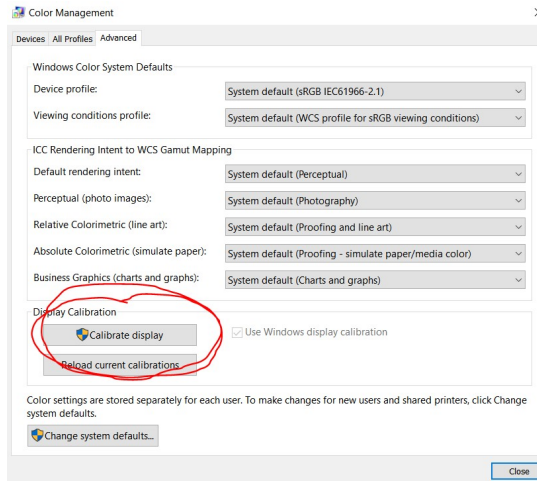 Color Management
Devices All Profiles Advanced
Windows Color System Defaults
Device profile: System default (sRGB IEC61966-2.1)
Viewing conditions profile: System default (WCS profile for sRGB viewing conditions)
ICC Rendering Intent to WCS Gamut Mapping
Default rendering intent: System default (Perceptual)
Perceptual (photo images): System default (Photography)
Relative Colorimetric (line art): System default (Proofing and line art)
Absolute Colorimetric (simulate paper): System default (Proofing - simulate paper/media color)
Business Graphics (charts and graphs): System default (Charts and graphs)
Display Calibration
Calibrate display Use Windows display calibration
Reload current calibrations
Color settings are stored separately for each user. To make changes for new users and shared printers, click Change
system defaults.
Change system defaults...
Close